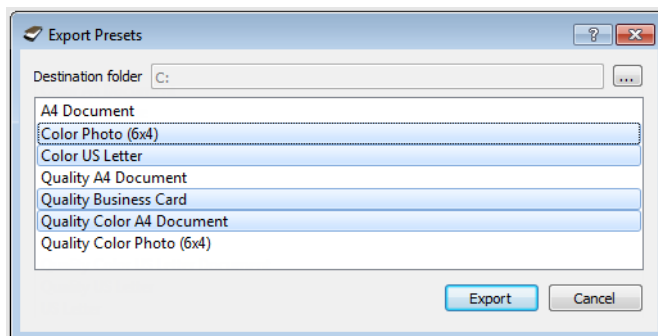 Export Presets
Destination folder C: ...
A4 Document
Color Photo (6x4)
Color US Letter
Quality A4 Document
Quality Business Card
Quality Color A4 Document
Quality Color Photo (6x4)
Export Cancel